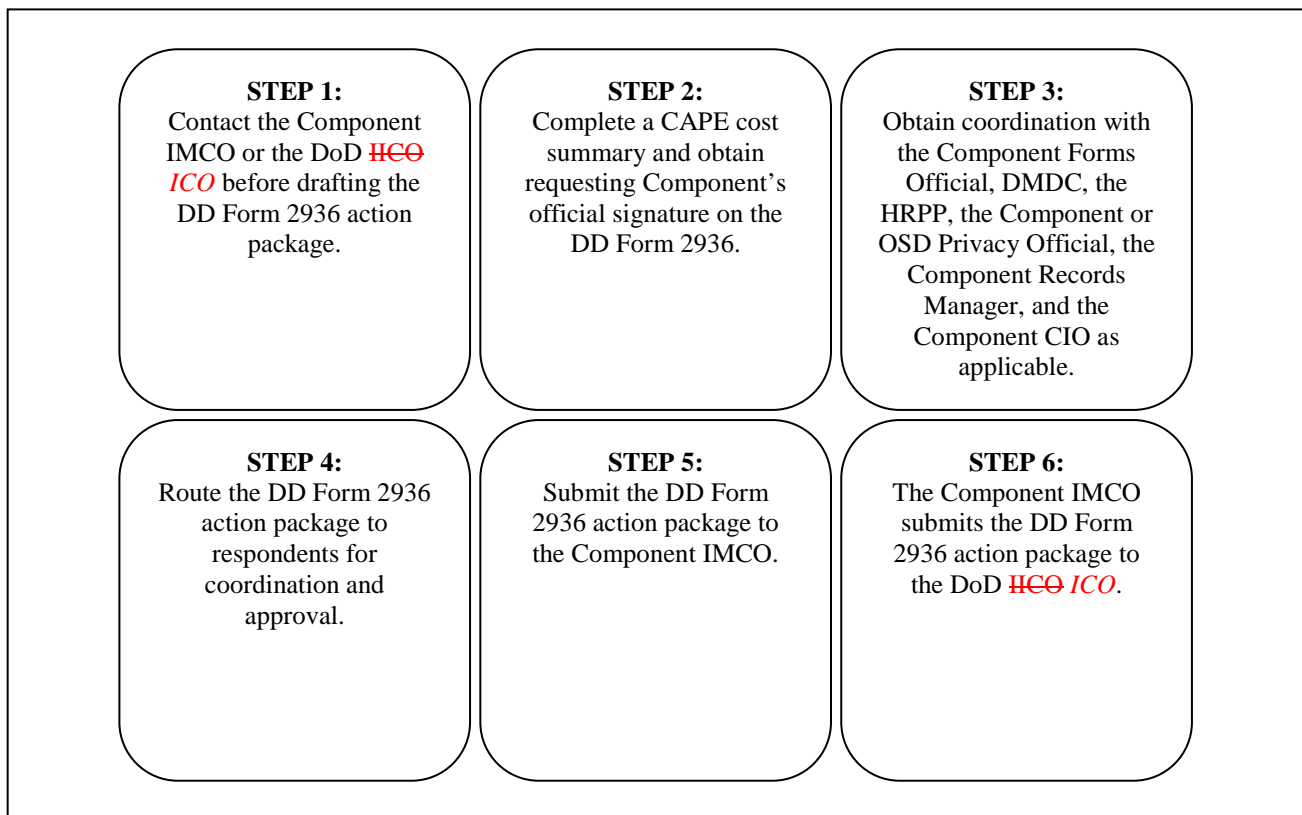 STEP 1:
Contact the Component
IMCO or the DoD IICO
ICO before drafting the
DD Form 2936 action
package.
STEP 2:
Complete a CAPE cost
summary and obtain
requesting Component’s
official signature on the
DD Form 2936.
STEP 3:
Obtain coordination with
the Component Forms
Official, DMDC, the
HRPP, the Component or
OSD Privacy Official, the
Component Records
Manager, and the
Component CIO as
applicable.
STEP 4:
Route the DD Form 2936
action package to
respondents for
coordination and
approval.
STEP 5:
Submit the DD Form
2936 action package to
the Component IMCO.
STEP 6:
The Component IMCO
submits the DD Form
2936 action package to
the DoD IICO ICO.